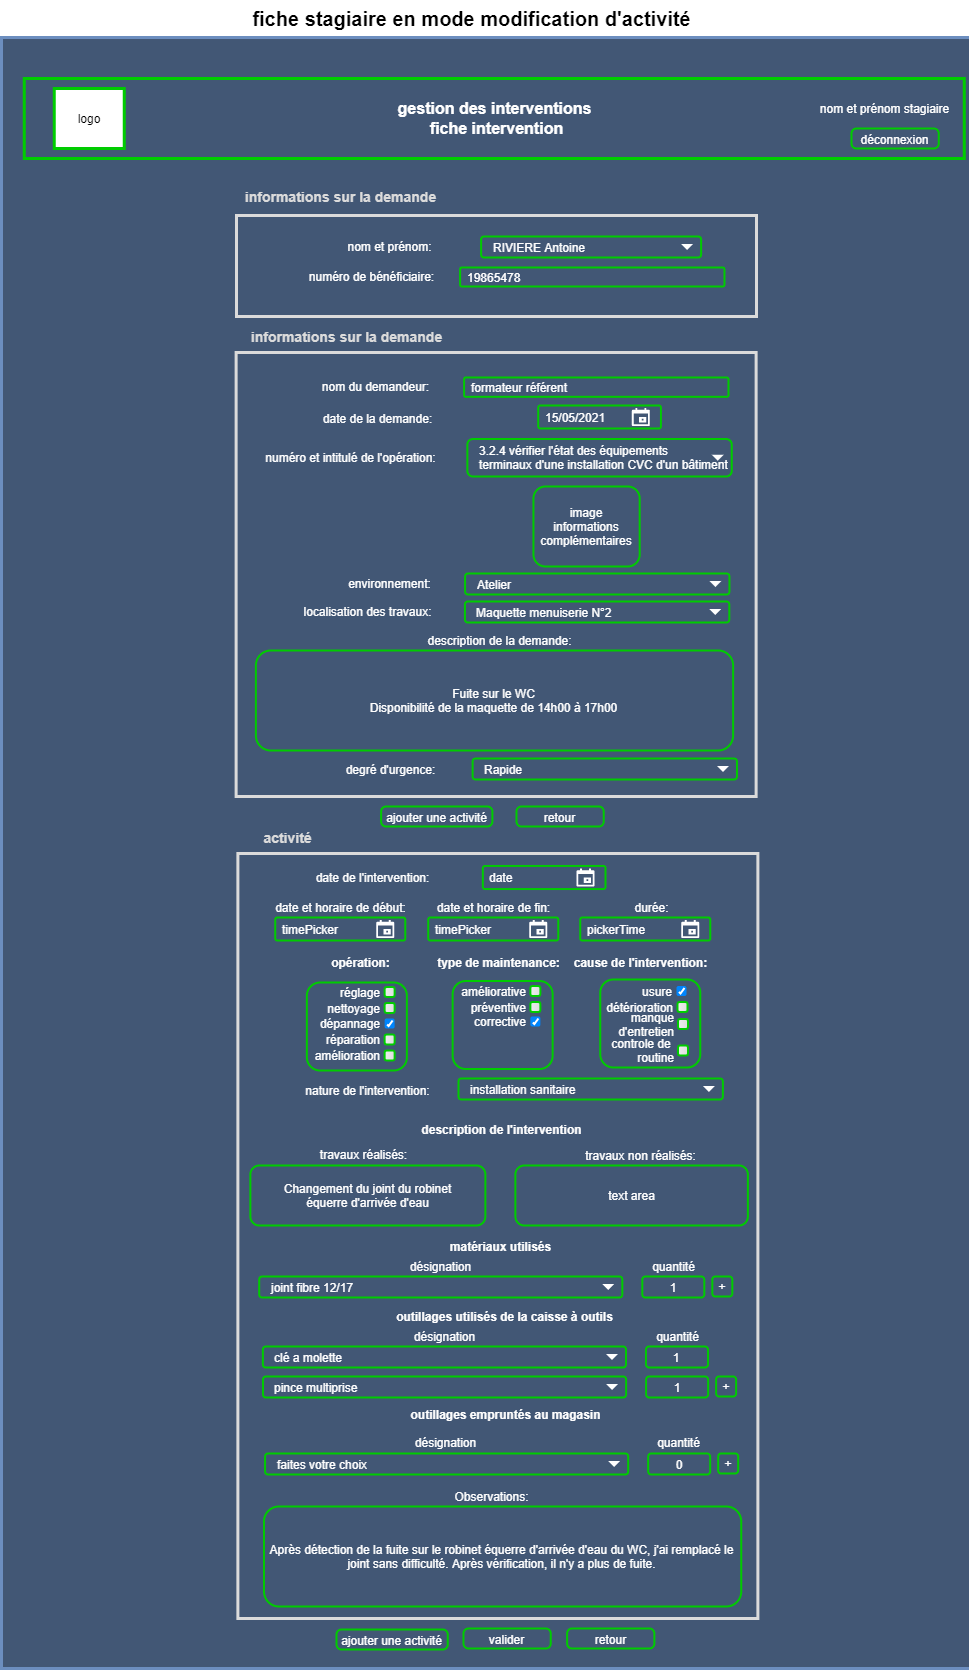 fiche stagiaire en mode modification d'activité
logo
gestion des interventions
fiche intervention
nom et prénom stagiaire
déconnexion
informations sur la demande
nom et prénom:
RIVIERE Antoine
numéro de bénéficiaire:
19865478
informations sur la demande
nom du demandeur:
formateur référent
date de la demande:
15/05/2021
numéro et intitulé de l'opération:
3.2.4 vérifier l'état des équipements
terminaux d'une installation CVC d'un bâtiment
image
informations
complémentaires
environnement:
Atelier
localisation des travaux:
Maquette menuiserie N°2
description de la demande:
Fuite sur le WC
Disponibilité de la maquette de 14h00 à 17h00
degré d'urgence:
Rapide
ajouter une activité
retour
activité
date de l'intervention:
date
date et horaire de début:
date et horaire de fin:
durée:
timePicker
timePicker
pickerTime
opération:
type de maintenance:
cause de l'intervention:
réglage
nettoyage
dépannage
réparation
amélioration
améliorative
préventive
corrective
usure
détérioration
manque
d'entretien
controle de
routine
nature de l'intervention:
installation sanitaire
description de l'intervention
travaux réalisés:
travaux non réalisés:
Changement du joint du robinet
équerre d'arrivée d'eau
text area
matériaux utilisés
désignation
quantité
joint fibre 12/17
1
+
outillages utilisés de la caisse à outils
désignation
quantité
clé a molette
1
pince multiprise
1
+
outillages empruntés au magasin
désignation
quantité
faites votre choix
0
+
Observations:
Après détection de la fuite sur le robinet équerre d'arrivée d'eau du WC, j'ai remplacé le
joint sans difficulté. Après vérification, il n'y a plus de fuite.
ajouter une activité
valider
retour